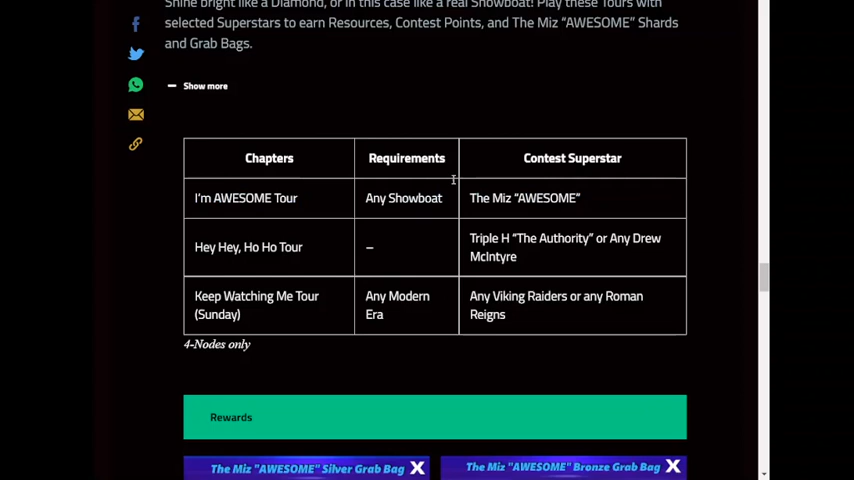 Shine bright like a Diamond, or in this case like a real Showboat! Play these Tours with
selected Superstars to earn Resources, Contest Points, and The Miz “AWESOME” Shards
and Grab Bags.
Show more
Chapters Requirements Contest Superstar
I'm AWESOME Tour Any Showboat The Miz “AWESOME”
Hey Hey, Ho Ho Tour – Triple H “The Authority” or Any Drew
McIntyre
Keep Watching Me Tour Any Modern Any Viking Raiders or any Roman
(Sunday) Era Reigns
4-Nodes only
Rewards
The Miz "AWESOME" Silver Grab Bag X The Miz "AWESOME" Bronze Grab Bag X